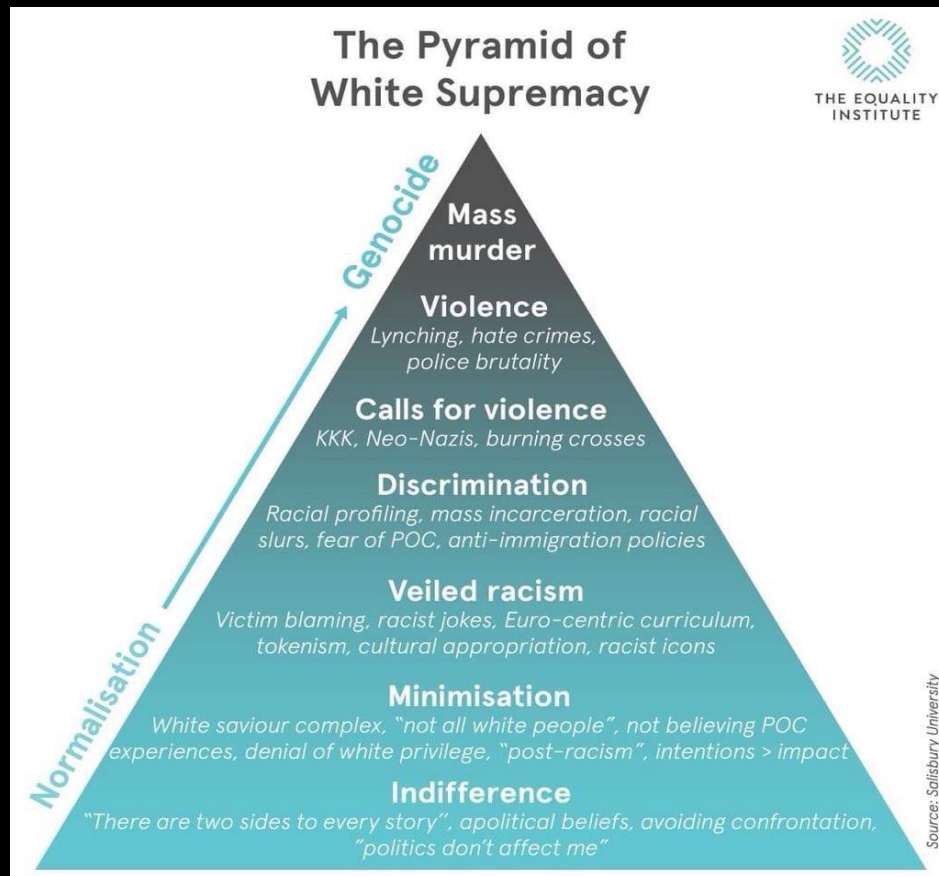 The Pyramid of
White Supremacy
THE EQUALITY
INSTITUTE
Genocide
Normalisation
Mass
murder
Violence
Lynching, hate crimes,
police brutality
Calls for violence
KKK, Neo-Nazis, burning crosses
Discrimination
Racial profiling, mass incarceration, racial
slurs, fear of POC, anti-immigration policies
Veiled racism
Victim blaming, racist jokes, Euro-centric curriculum,
tokenism, cultural appropriation, racist icons
Minimisation
White saviour complex, “not all white people”, not believing POC
experiences, denial of white privilege, “post-racism”, intentions > impact
Indifference
“There are two sides to every story”, apolitical beliefs, avoiding confrontation,
”politics don’t affect me”
Source: Salisbury University